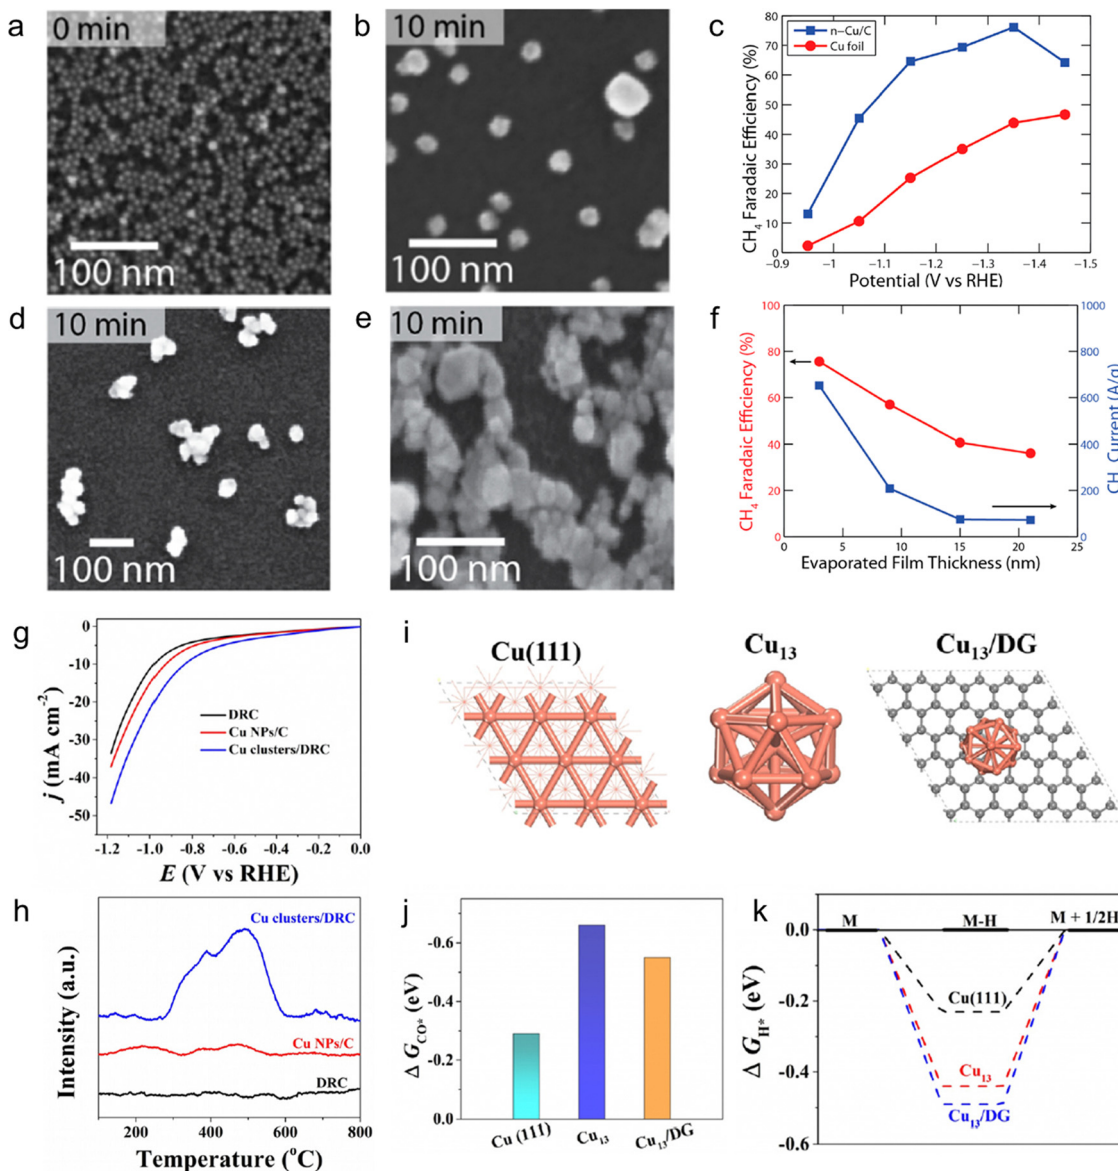 a
0 min
100 nm
b
10 min
100 nm
c
CH4 Faradaic Efficiency (%)
80
70
60
50
40
30
20
10
0
n−Cu/C
Cu foil
−0.9
−1
−1.1
−1.2
−1.3
−1.4
−1.5
Potential (V vs RHE)
d
10 min
100 nm
e
10 min
100 nm
f
CH4 Faradaic Efficiency (%)
100
80
60
40
20
0
1000
800
600
400
200
0
Current (A/g)
0
5
10
15
20
25
Evaporated Film Thickness (nm)
g
j (mA cm-2)
0
-10
-20
-30
-40
-50
DRC
Cu NPs/C
Cu clusters/DRC
-1.2
-1.0
-0.8
-0.6
-0.4
-0.2
0.0
E (V vs RHE)
i
Cu(111)
Cu13
Cu13/DG
h
Intensity (a.u.)
Cu clusters/DRC
Cu NPs/C
DRC
200
400
600
800
Temperature (oC)
j
Δ GCO* (eV)
-0.6
-0.4
-0.2
0.0
Cu (111)
Cu13
Cu13/DG
k
Δ GH* (eV)
0.0
-0.2
-0.4
-0.6
M
M-H
M + 1/2H
Cu(111)
Cu13
Cu13/DG